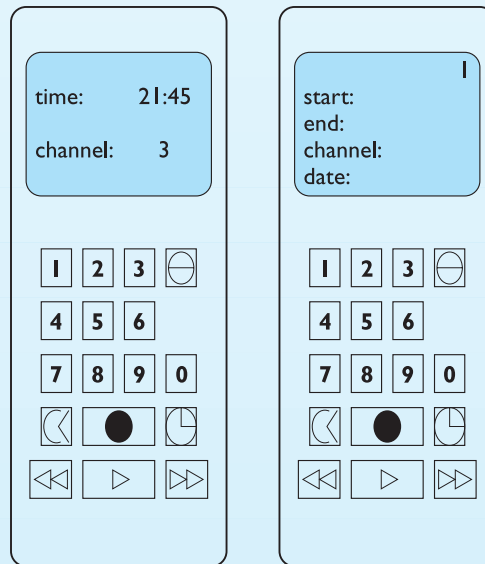 time: 21:45
channel: 3
1 2 3
4 5 6
7 8 9 0
1
start:
end:
channel:
date:
1 2 3
4 5 6
7 8 9 0